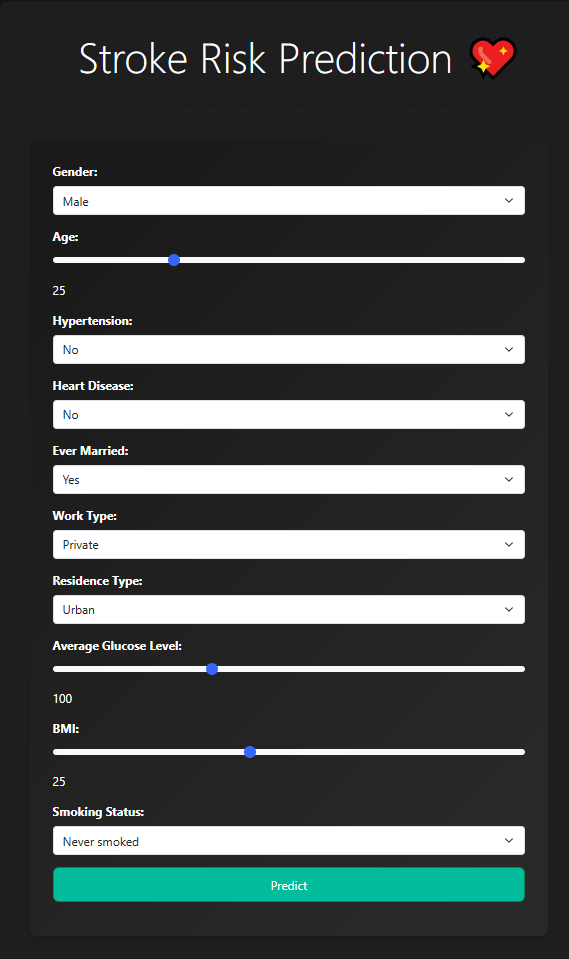 Stroke Risk Prediction 💖
Gender:
Male
Age:
25
Hypertension:
No
Heart Disease:
No
Ever Married:
Yes
Work Type:
Private
Residence Type:
Urban
Average Glucose Level:
100
BMI:
25
Smoking Status:
Never smoked
Predict